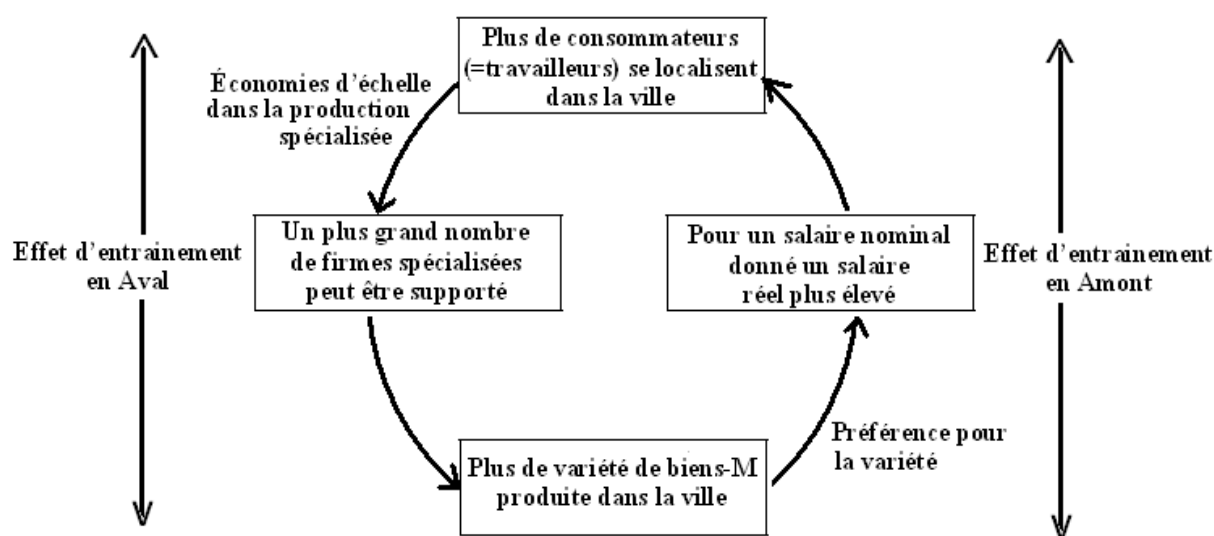 Plus de consommateurs
(=travailleurs) se localisent
dans la ville
Économies d'échelle
dans la production
spécialisée
Effet d'entrainement
en Aval
Un plus grand nombre
de firmes spécialisées
peut être supporté
Pour un salaire nominal
donné un salaire
réel plus élevé
Effet d'entrainement
en Amont
Plus de variété de biens-M
produite dans la ville
Préférence pour
la variété